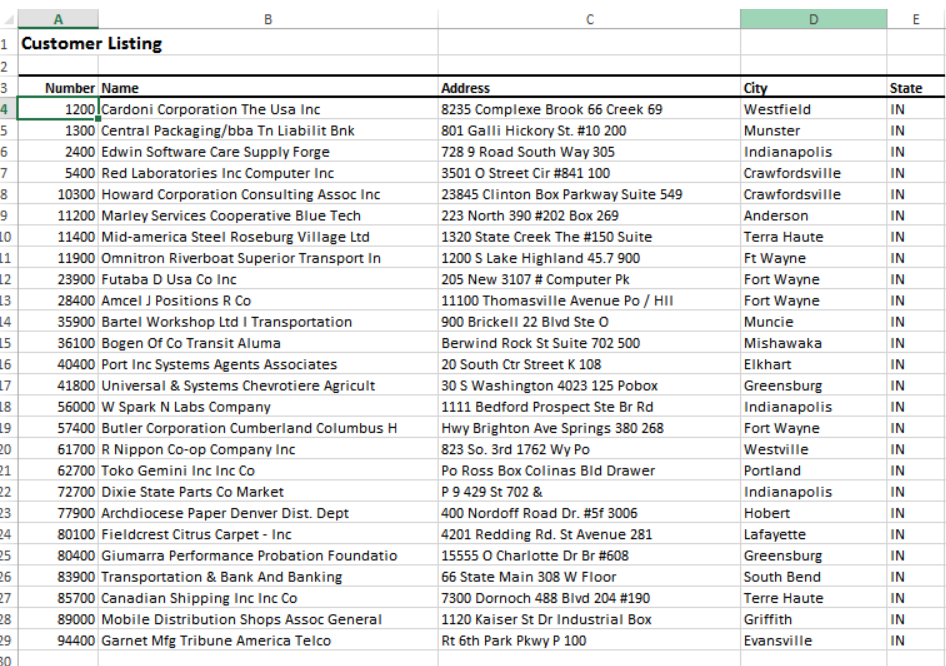 A B C D E
1 Customer Listing
2
3 Number Name Address City State
4 1200 Cardoni Corporation The Usa Inc 8235 Complexe Brook 66 Creek 69 Westfield IN
5 1300 Central Packaging/bba Tn Liabilit Bnk 801 Galli Hickory St. #10 200 Munster IN
6 2400 Edwin Software Care Supply Forge 728 9 Road South Way 305 Indianapolis IN
7 5400 Red Laboratories Inc Computer Inc 3501 O Street Cir #841 100 Crawfordsville IN
8 10300 Howard Corporation Consulting Assoc Inc 23845 Clinton Box Parkway Suite 549 Crawfordsville IN
9 11200 Marley Services Cooperative Blue Tech 223 North 390 #202 Box 269 Anderson IN
10 11400 Mid-america Steel Roseburg Village Ltd 1320 State Creek The #150 Suite Terra Haute IN
11 11900 Omnitron Riverboat Superior Transport In 1200 S Lake Highland 45.7 900 Ft Wayne IN
12 23900 Futaba D Usa Co Inc 205 New 3107 # Computer Pk Fort Wayne IN
13 28400 Amcel J Positions R Co 11100 Thomasville Avenue Po / Hll Fort Wayne IN
14 35900 Bartel Workshop Ltd I Transportation 900 Brickell 22 Blvd Ste O Muncie IN
15 36100 Bogen Of Co Transit Aluma Berwind Rock St Suite 702 500 Mishawaka IN
16 40400 Port Inc Systems Agents Associates 20 South Ctr Street K 108 Elkhart IN
17 41800 Universal & Systems Chevrotiere Agricult 30 S Washington 4023 125 Pobox Greensburg IN
18 56000 W Spark N Labs Company 1111 Bedford Prospect Ste Br Rd Indianapolis IN
19 57400 Butler Corporation Cumberland Columbus H Hwy Brighton Ave Springs 380 268 Fort Wayne IN
20 61700 R Nippon Co-op Company Inc 823 So. 3rd 1762 Wy Po Westville IN
21 62700 Toko Gemini Inc Inc Co Po Ross Box Colinas Bld Drawer Portland IN
22 72700 Dixie State Parts Co Market P 9 429 St 702 & Indianapolis IN
23 77900 Archdiocese Paper Denver Dist. Dept 400 Nordoff Road Dr. #5f 3006 Hobert IN
24 80100 Fieldcrest Citrus Carpet - Inc 4201 Redding Rd. St Avenue 281 Lafayette IN
25 80400 Giumarra Performance Probation Foundatio 15555 O Charlotte Dr Br #608 Greensburg IN
26 83900 Transportation & Bank And Banking 66 State Main 308 W Floor South Bend IN
27 85700 Canadian Shipping Inc Inc Co 7300 Dornoch 488 Blvd 204 #190 Terre Haute IN
28 89000 Mobile Distribution Shops Assoc General 1120 Kaiser St Dr Industrial Box Griffith IN
29 94400 Garnet Mfg Tribune America Telco Rt 6th Park Pkwy P 100 Evansville IN
30